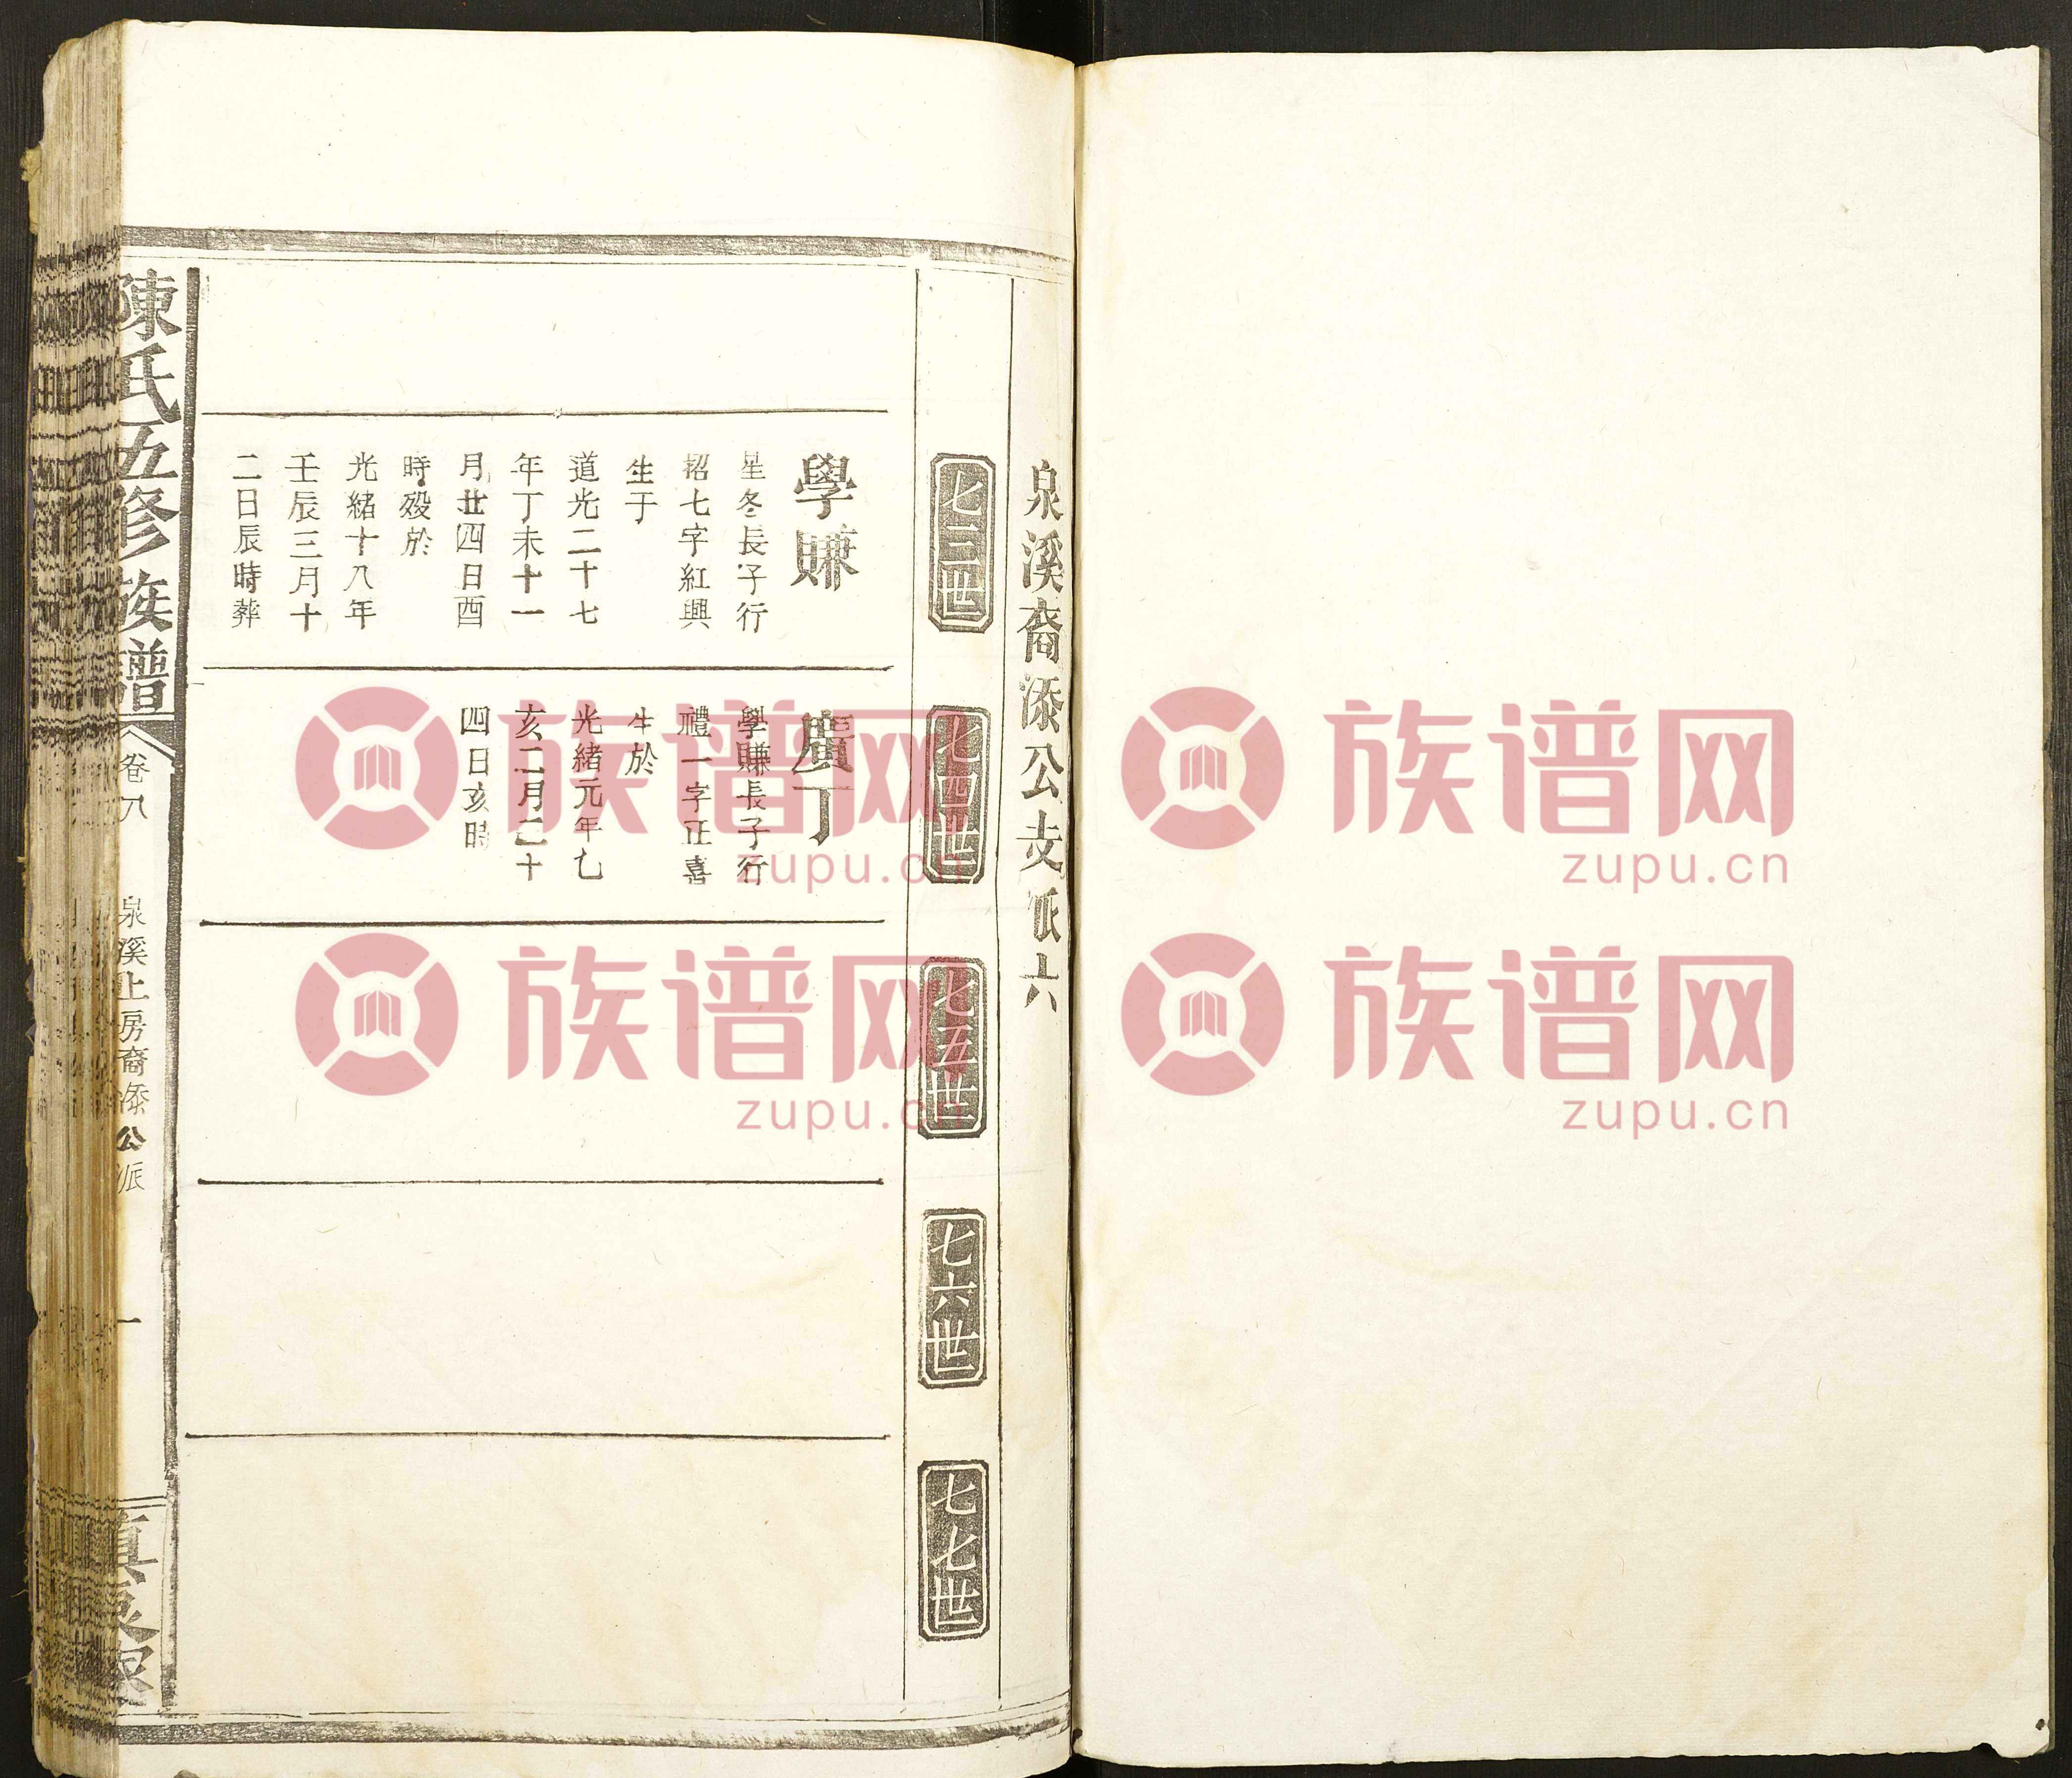 泉溪裔添公支派六
七三世
七四世
七五世
七六世
七七世
學賺
星冬長子行
招七字紅興
生于
道光二十七
年丁未十一
月廿四日酉
時殁於
光緒十八年
壬辰三月十
二日辰時葬
廣丁
學賺長子行
禮一字正喜
生於
光緒元年乙
亥二月二十
四日亥時
陳氏五修族譜
卷八
泉溪上房裔添公派
一
族谱网
zupu.cn
族谱网
zupu.cn
族谱网
zupu.cn
族谱网
zupu.cn